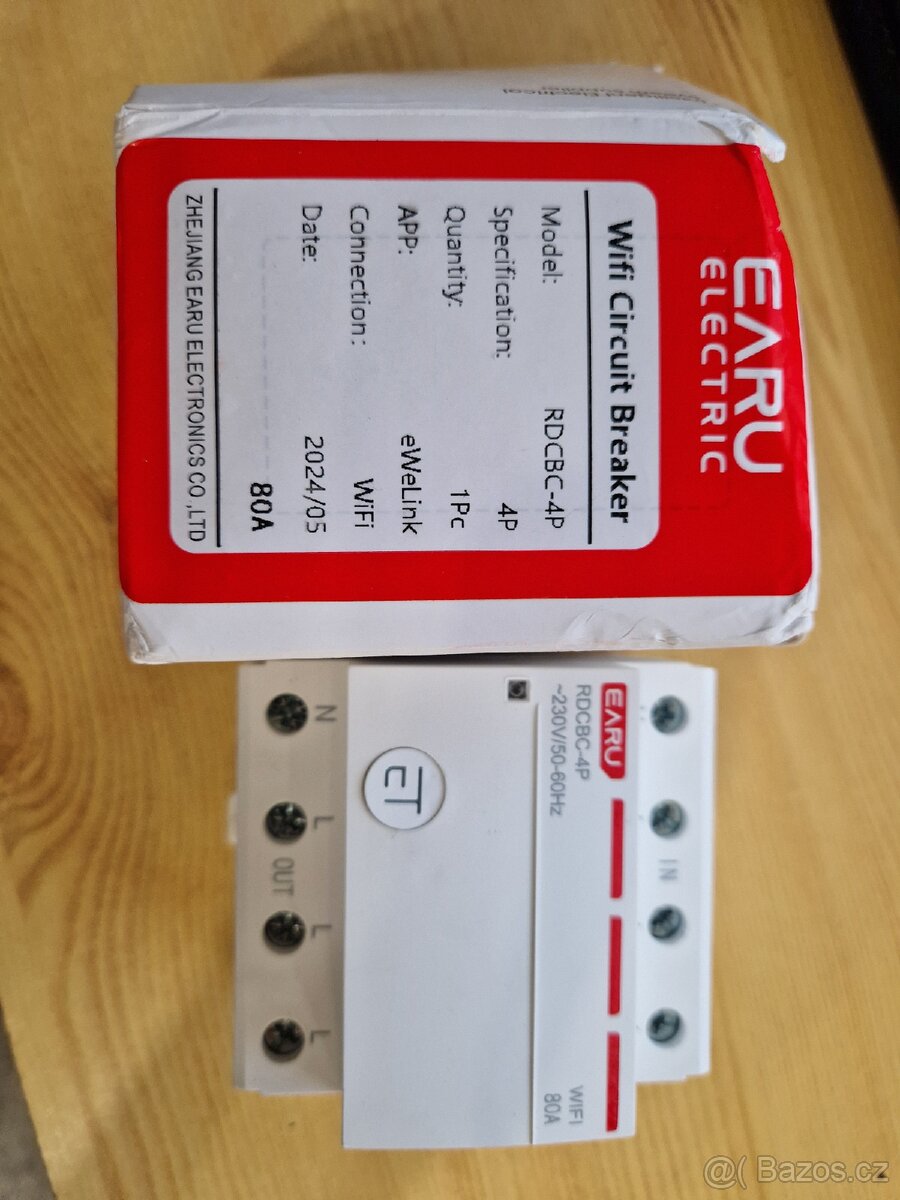 EARU
ELECTRIC
Wifi Circuit Breaker
Model: RDCBC-4P
Specification: 4P
Quantity: 1Pc
APP: eWeLink
Connection: WiFi
Date: 2024/05
80A
ZHEJIANG EARU ELECTRONICS CO.,LTD
IN
EARU
RDCBC-4P
~230V/50-60Hz
WIFI
80A
N L L L
OUT
@( Bazos.cz